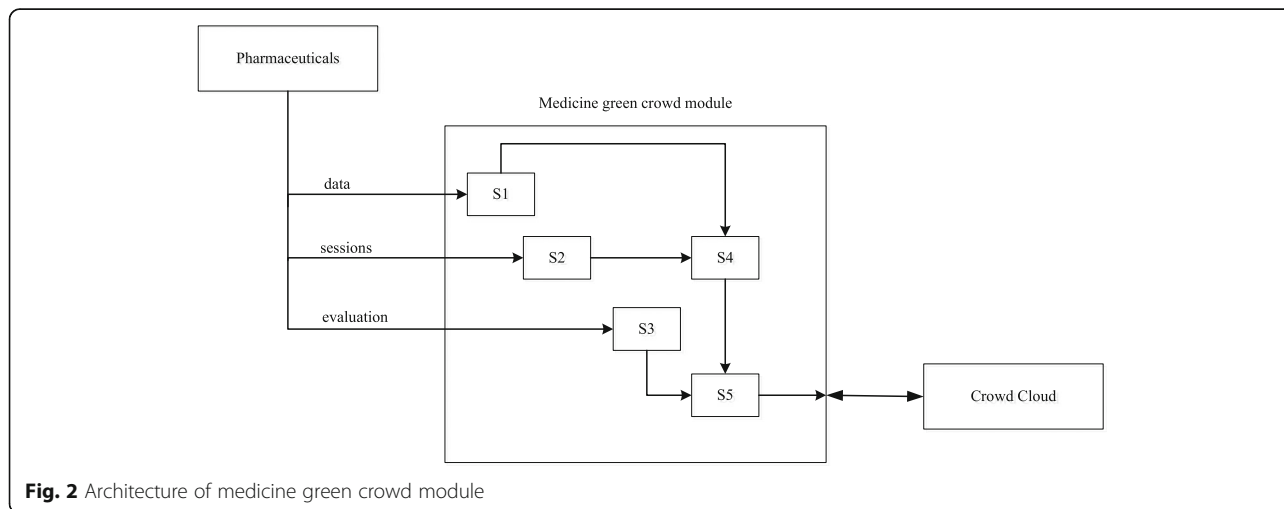 Pharmaceuticals
Medicine green crowd module
data
S1
sessions
S2
S4
evaluation
S3
S5
Crowd Cloud
Fig. 2 Architecture of medicine green crowd module